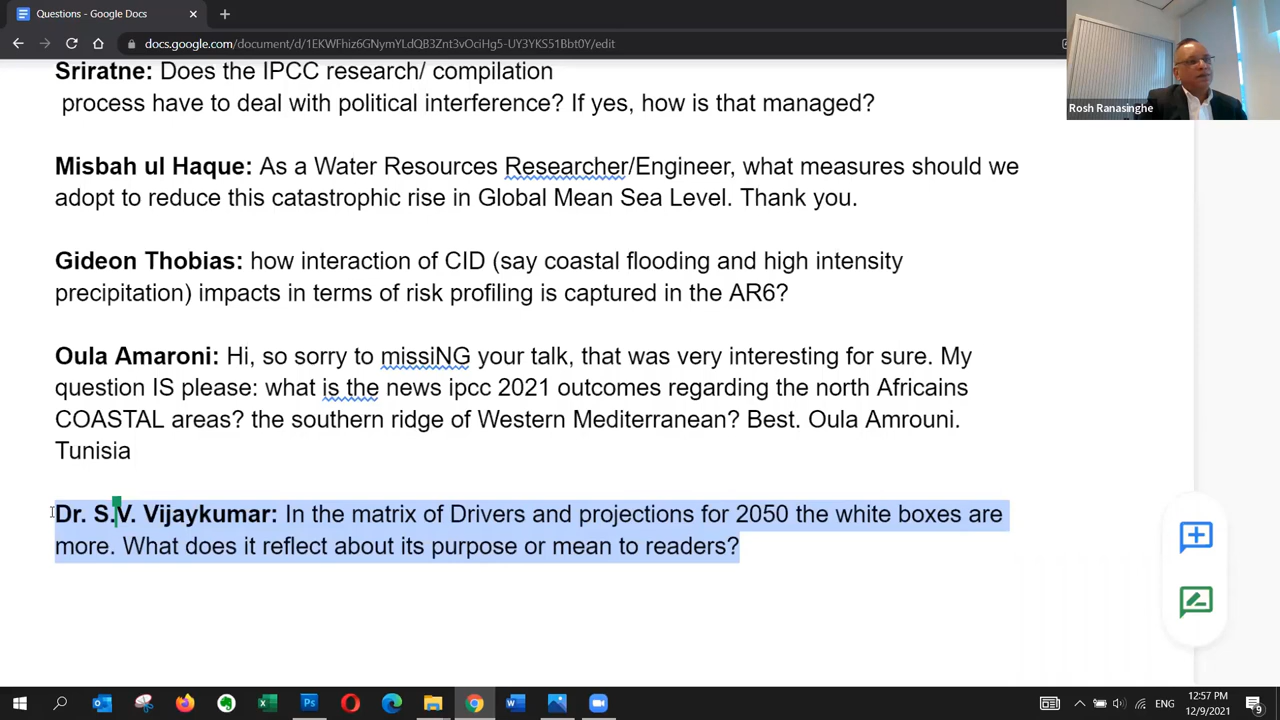 Questions - Google Docs
docs.google.com/document/d/1EKWFhiz6GNymYLdQB3Znt3vOciHg5-UY3YKS51Bbt0Y/edit
Rosh Ranasinghe
Sriratne: Does the IPCC research/ compilation
process have to deal with political interference? If yes, how is that managed?
Misbah ul Haque: As a Water Resources Researcher/Engineer, what measures should we
adopt to reduce this catastrophic rise in Global Mean Sea Level. Thank you.
Gideon Thobias: how interaction of CID (say coastal flooding and high intensity
precipitation) impacts in terms of risk profiling is captured in the AR6?
Oula Amaroni: Hi, so sorry to missiNG your talk, that was very interesting for sure. My
question IS please: what is the news ipcc 2021 outcomes regarding the north Africains
COASTAL areas? the southern ridge of Western Mediterranean? Best. Oula Amrouni.
Tunisia
Dr. S.V. Vijaykumar: In the matrix of Drivers and projections for 2050 the white boxes are
more. What does it reflect about its purpose or mean to readers?
ENG
12:57 PM
12/9/2021
9